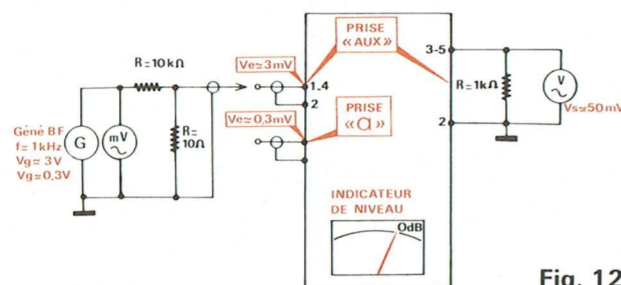 R=10kΩ
Géné BF
f=1kHz
Vg≃3V
Vg≃0,3V
G
mV
R=
10Ω
Ve≃3mV
1.4
2
Ve≃0,3mV
PRISE
«AUX»
PRISE
«a»
INDICATEUR
DE NIVEAU
0dB
3-5
R=1kΩ
2
V
Vs≃50mV
Fig. 12